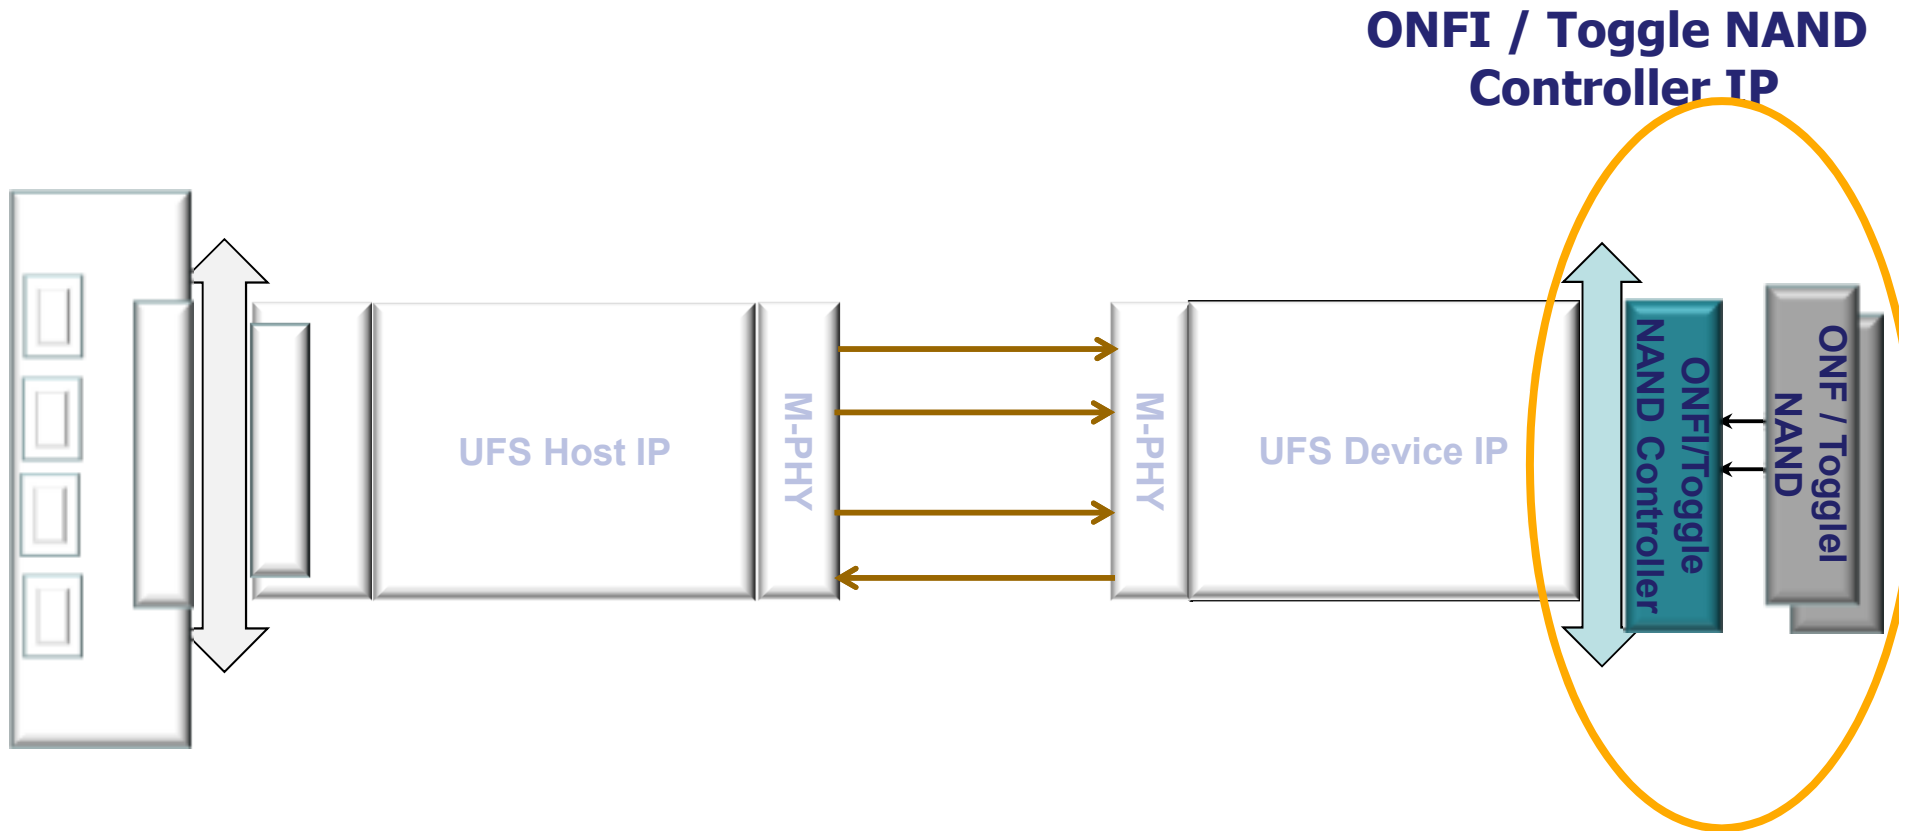 ONFI / Toggle NAND
Controller IP
UFS Host IP
M-PHY
M-PHY
UFS Device IP
ONFI/Toggle
NAND Controller
ONF / Togglel
NAND